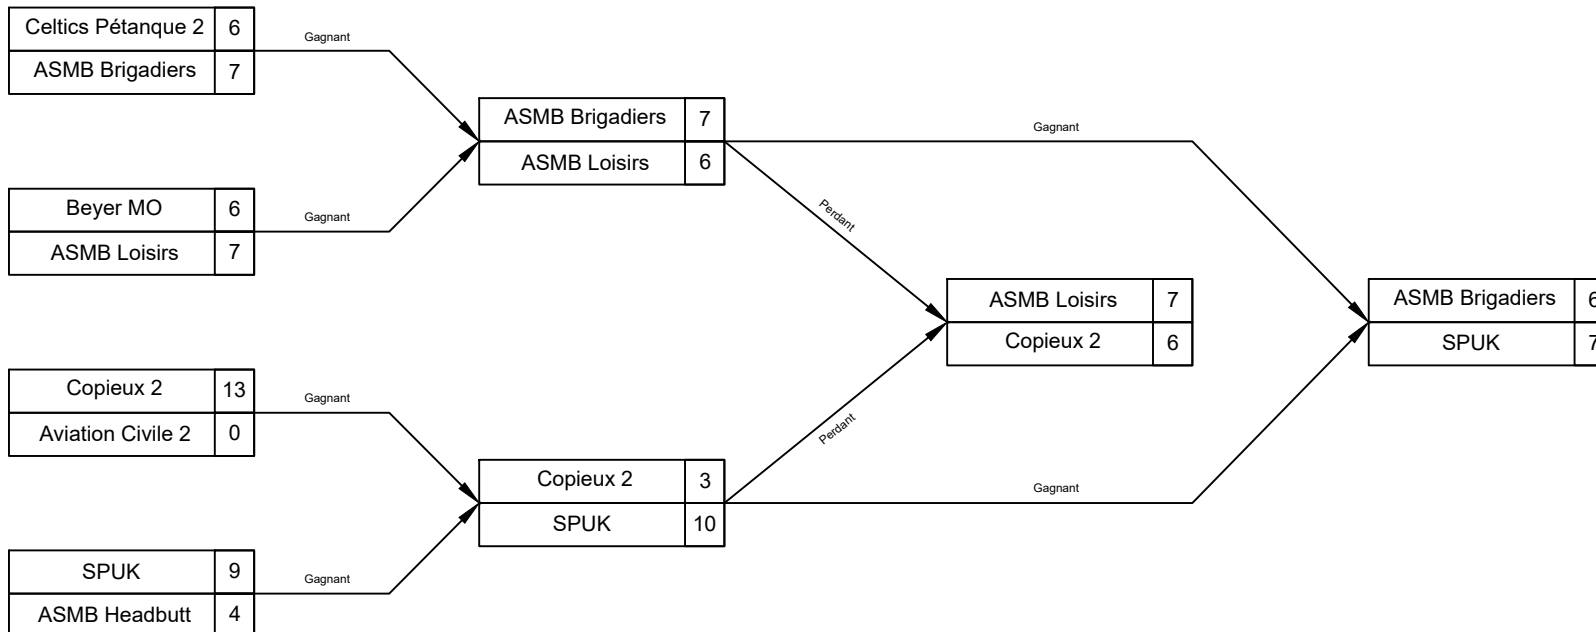 Celtics Pétanque 2 6
ASMB Brigadiers 7
Gagnant
Beyer MO 6
ASMB Loisirs 7
Gagnant
Copieux 2 13
Aviation Civile 2 0
Gagnant
SPUK 9
ASMB Headbutt 4
Gagnant
ASMB Brigadiers 7
ASMB Loisirs 6
Gagnant
Perdant
Copieux 2 3
SPUK 10
Perdant
Gagnant
ASMB Loisirs 7
Copieux 2 6
ASMB Brigadiers 6
SPUK 7